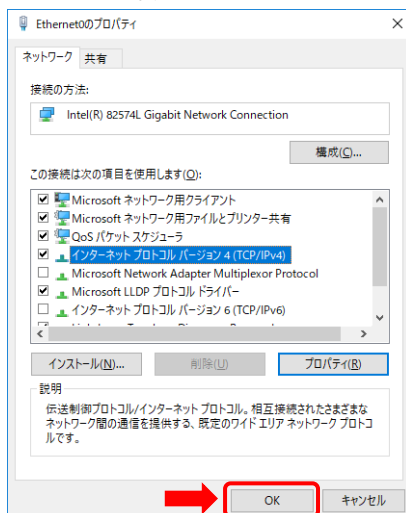 Ethernet0のプロパティ
ネットワーク 共有
接続の方法:
Intel(R) 82574L Gigabit Network Connection
構成(C)...
この接続は次の項目を使用します(O):
Microsoft ネットワーク用クライアント
Microsoft ネットワーク用ファイルとプリンター共有
QoS パケット スケジューラ
インターネット プロトコル バージョン 4 (TCP/IPv4)
Microsoft Network Adapter Multiplexor Protocol
Microsoft LLDP プロトコル ドライバー
インターネット プロトコル バージョン 6 (TCP/IPv6)
インストール(N)... 削除(U) プロパティ(R)
説明
伝送制御プロトコル/インターネット プロトコル。相互接続されたさまざまな
ネットワーク間の通信を提供する、既定のワイド エリア ネットワーク プロトコ
ルです。
OK キャンセル